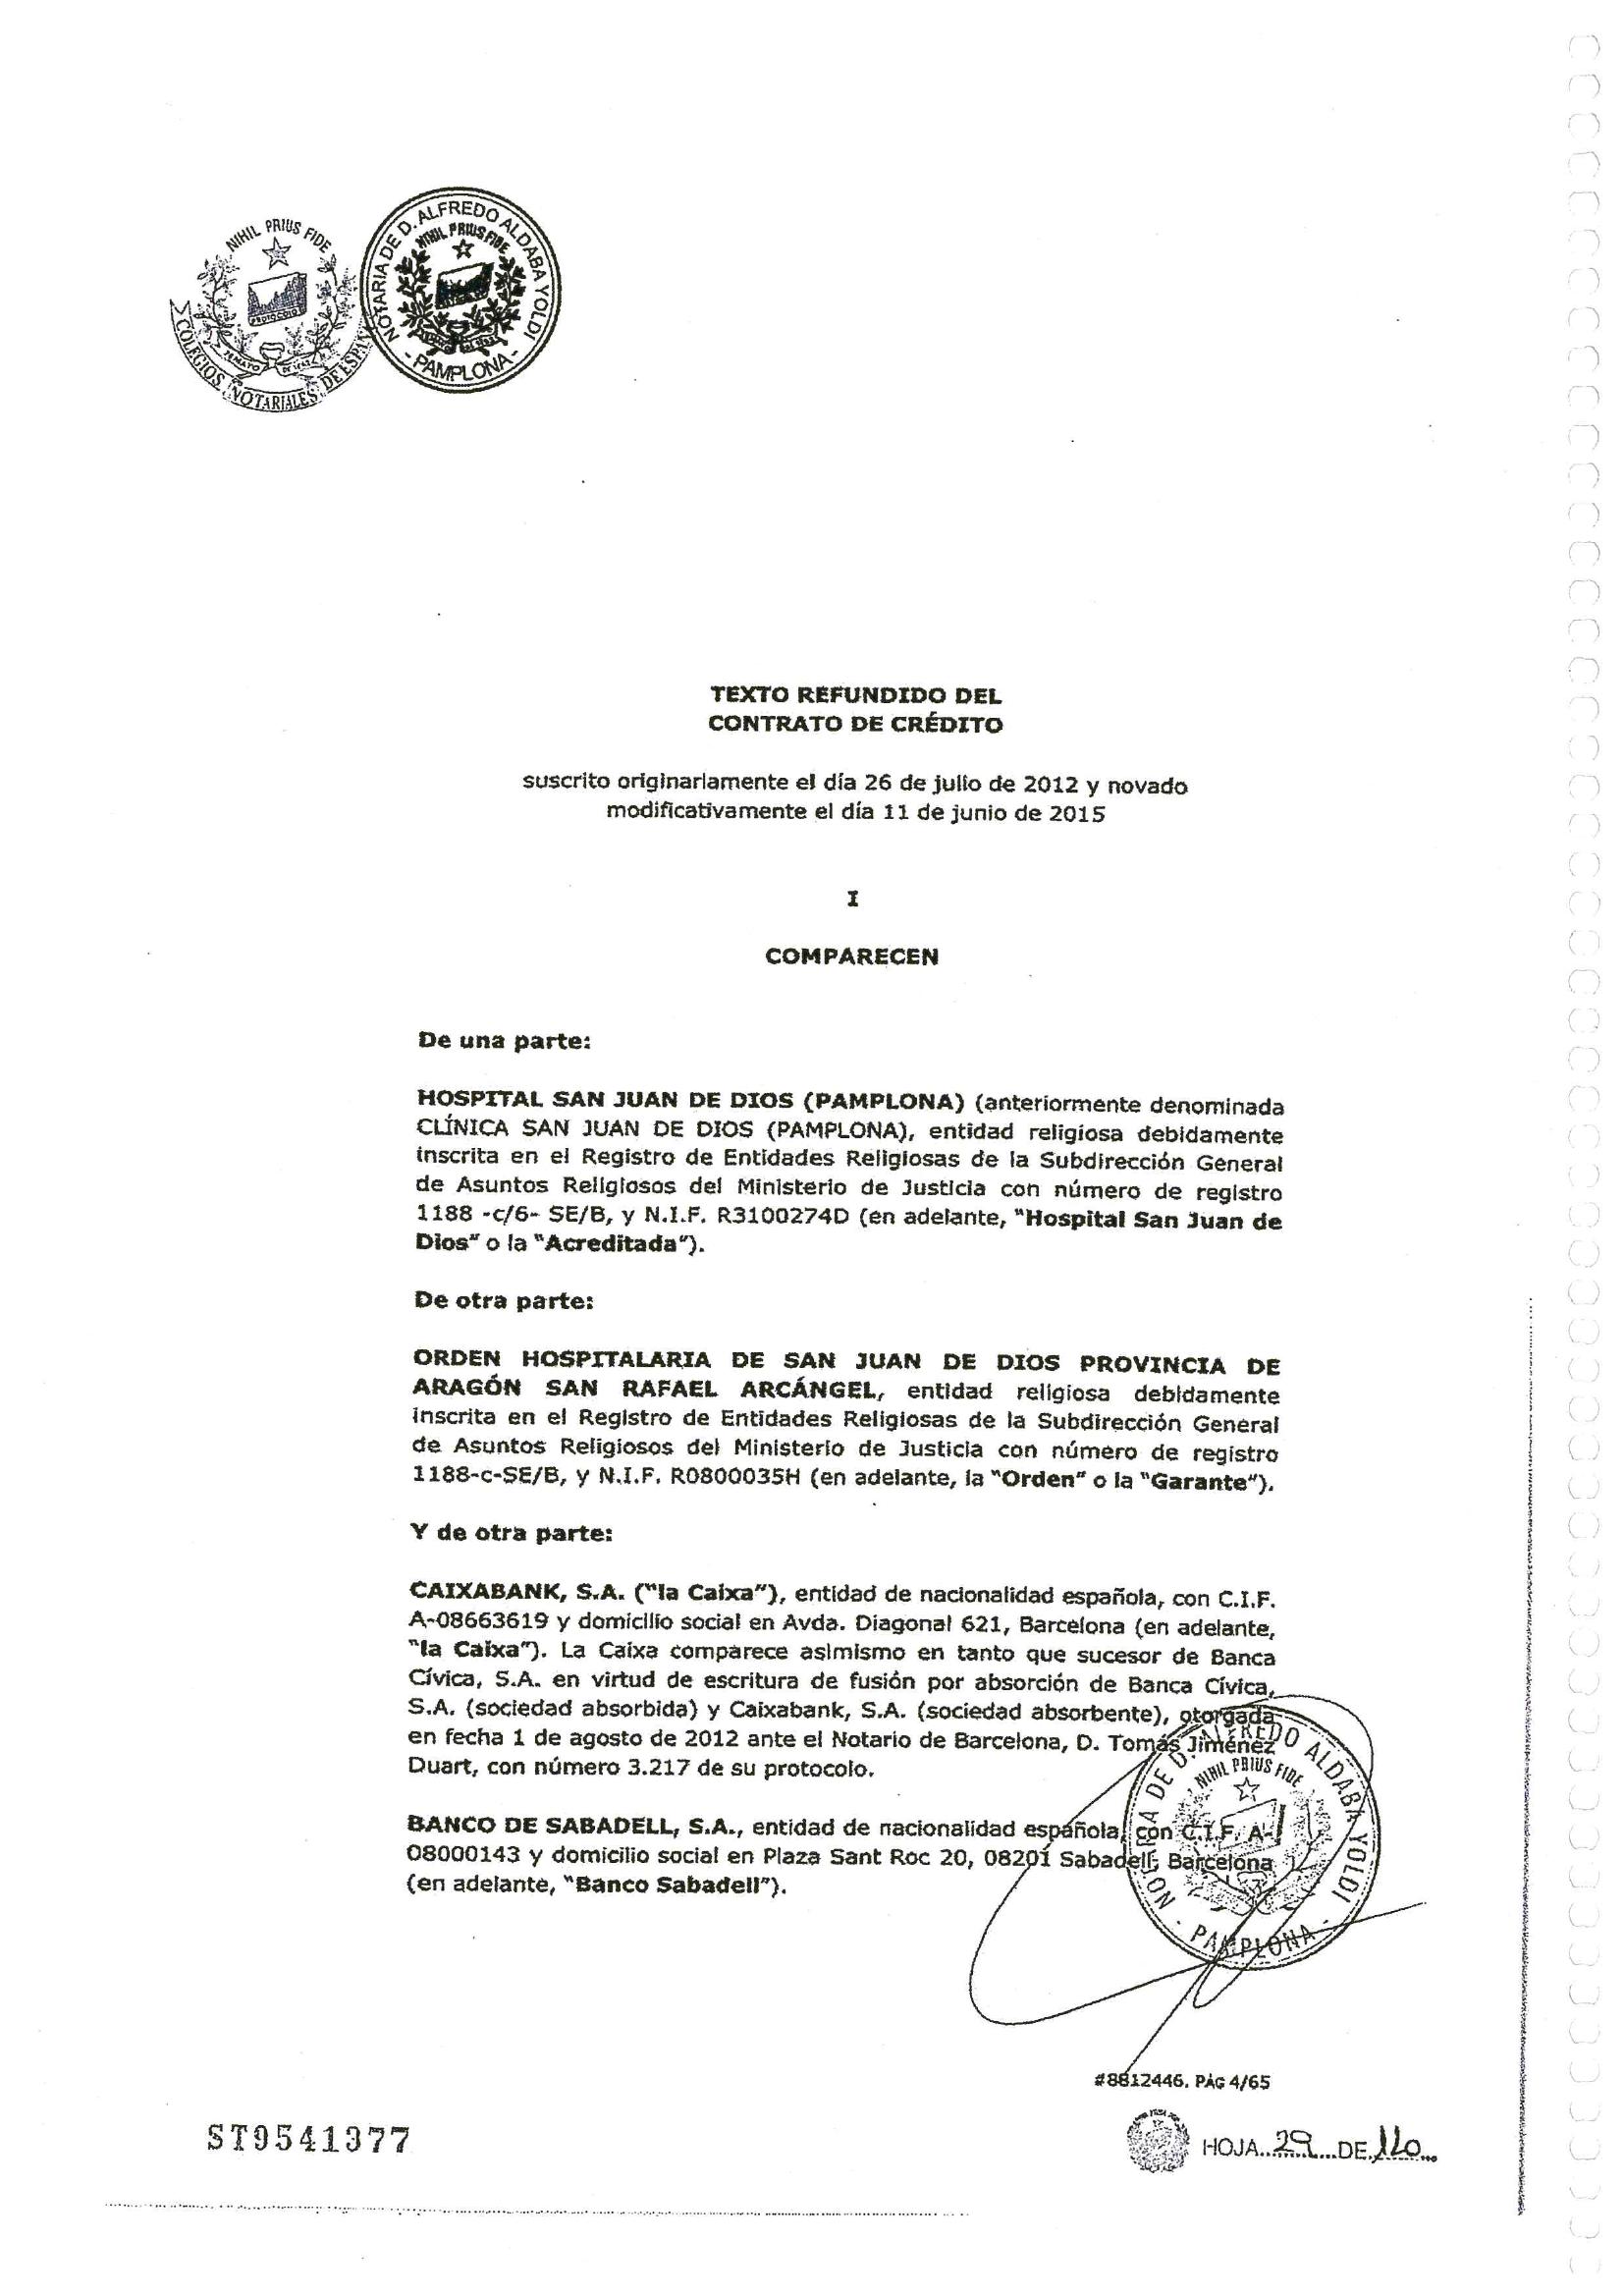 NIHIL PRIUS FIDE
PROTOCOLO
COLEGIOS NOTARIALES DE ESPAÑA
NOTARIA DE D. ALFREDO ALDABA YOLDI
NIHIL PRIUS FIDE
- PAMPLONA -
TEXTO REFUNDIDO DEL
CONTRATO DE CRÉDITO
suscrito originariamente el día 26 de julio de 2012 y novado
modificativamente el día 11 de junio de 2015
I
COMPARECEN
De una parte:
HOSPITAL SAN JUAN DE DIOS (PAMPLONA) (anteriormente denominada
CLÍNICA SAN JUAN DE DIOS (PAMPLONA), entidad religiosa debidamente
inscrita en el Registro de Entidades Religiosas de la Subdirección General
de Asuntos Religiosos del Ministerio de Justicia con número de registro
1188 -c/6- SE/B, y N.I.F. R3100274D (en adelante, "Hospital San Juan de
Dios" o la "Acreditada").
De otra parte:
ORDEN HOSPITALARIA DE SAN JUAN DE DIOS PROVINCIA DE
ARAGÓN SAN RAFAEL ARCÁNGEL, entidad religiosa debidamente
inscrita en el Registro de Entidades Religiosas de la Subdirección General
de Asuntos Religiosos del Ministerio de Justicia con número de registro
1188-c-SE/B, y N.I.F. R0800035H (en adelante, la "Orden" o la "Garante").
Y de otra parte:
CAIXABANK, S.A. ("la Caixa"), entidad de nacionalidad española, con C.I.F.
A-08663619 y domicilio social en Avda. Diagonal 621, Barcelona (en adelante,
"la Caixa"). La Caixa comparece asimismo en tanto que sucesor de Banca
Cívica, S.A. en virtud de escritura de fusión por absorción de Banca Cívica,
S.A. (sociedad absorbida) y Caixabank, S.A. (sociedad absorbente), otorgada
en fecha 1 de agosto de 2012 ante el Notario de Barcelona, D. Tomás Jiménez
Duart, con número 3.217 de su protocolo.
BANCO DE SABADELL, S.A., entidad de nacionalidad española, con C.I.F. A-
08000143 y domicilio social en Plaza Sant Roc 20, 08201 Sabadell, Barcelona
(en adelante, "Banco Sabadell").
NIHIL PRIUS FIDE
- PAMPLONA -
#8812446. PÁG 4/65
ST9541377
HOJA 29 DE 110